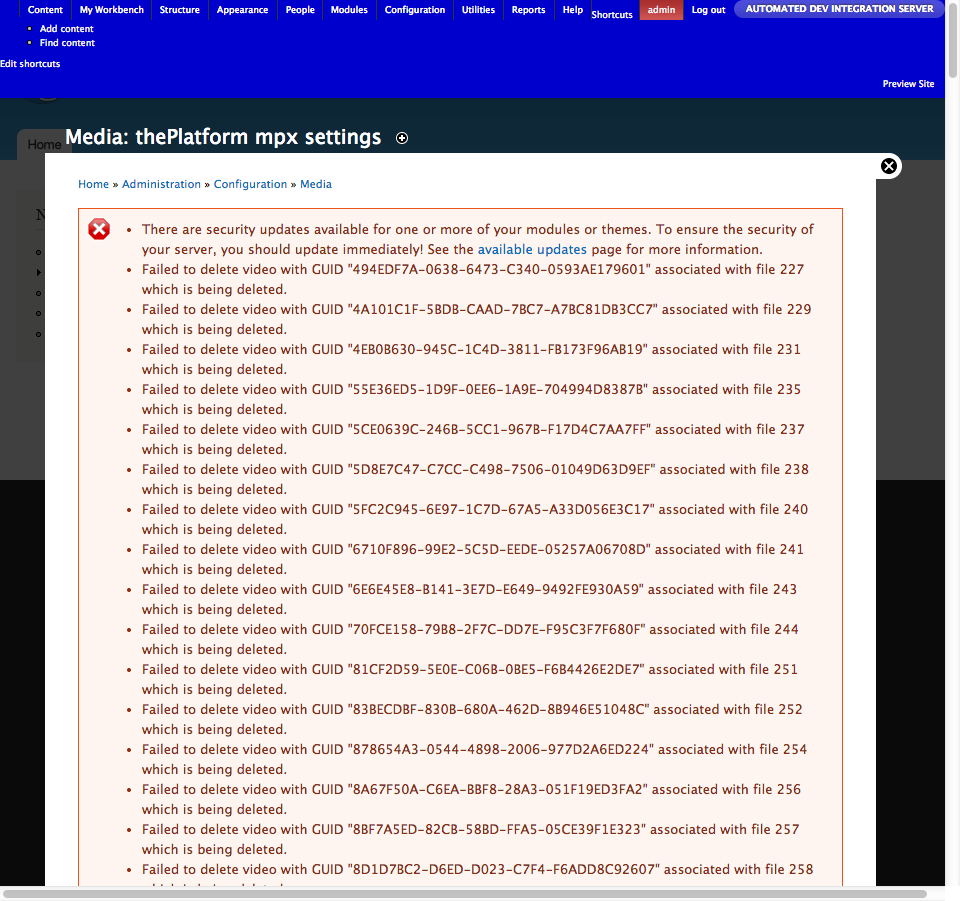 Content My Workbench Structure Appearance People Modules Configuration Utilities Reports Help Shortcuts admin Log out AUTOMATED DEV INTEGRATION SERVER
Add content
Find content
Edit shortcuts
Preview Site
Home
Media: thePlatform mpx settings
Home » Administration » Configuration » Media
There are security updates available for one or more of your modules or themes. To ensure the security of
your server, you should update immediately! See the available updates page for more information.
Failed to delete video with GUID "494EDF7A-0638-6473-C340-0593AE179601" associated with file 227
which is being deleted.
Failed to delete video with GUID "4A101C1F-5BDB-CAAD-7BC7-A7BC81DB3CC7" associated with file 229
which is being deleted.
Failed to delete video with GUID "4EB0B630-945C-1C4D-3811-FB173F96AB19" associated with file 231
which is being deleted.
Failed to delete video with GUID "55E36ED5-1D9F-0EE6-1A9E-704994D8387B" associated with file 235
which is being deleted.
Failed to delete video with GUID "5CE0639C-246B-5CC1-967B-F17D4C7AA7FF" associated with file 237
which is being deleted.
Failed to delete video with GUID "5D8E7C47-C7CC-C498-7506-01049D63D9EF" associated with file 238
which is being deleted.
Failed to delete video with GUID "5FC2C945-6E97-1C7D-67A5-A33D056E3C17" associated with file 240
which is being deleted.
Failed to delete video with GUID "6710F896-99E2-5C5D-EEDE-05257A06708D" associated with file 241
which is being deleted.
Failed to delete video with GUID "6E6E45E8-B141-3E7D-E649-9492FE930A59" associated with file 243
which is being deleted.
Failed to delete video with GUID "70FCE158-79B8-2F7C-DD7E-F95C3F7F680F" associated with file 244
which is being deleted.
Failed to delete video with GUID "81CF2D59-5E0E-C06B-0BE5-F6B4426E2DE7" associated with file 251
which is being deleted.
Failed to delete video with GUID "83BECDBF-830B-680A-462D-8B946E51048C" associated with file 252
which is being deleted.
Failed to delete video with GUID "878654A3-0544-4898-2006-977D2A6ED224" associated with file 254
which is being deleted.
Failed to delete video with GUID "8A67F50A-C6EA-BBF8-28A3-051F19ED3FA2" associated with file 256
which is being deleted.
Failed to delete video with GUID "8BF7A5ED-82CB-58BD-FFA5-05CE39F1E323" associated with file 257
which is being deleted.
Failed to delete video with GUID "8D1D7BC2-D6ED-D023-C7F4-F6ADD8C92607" associated with file 258